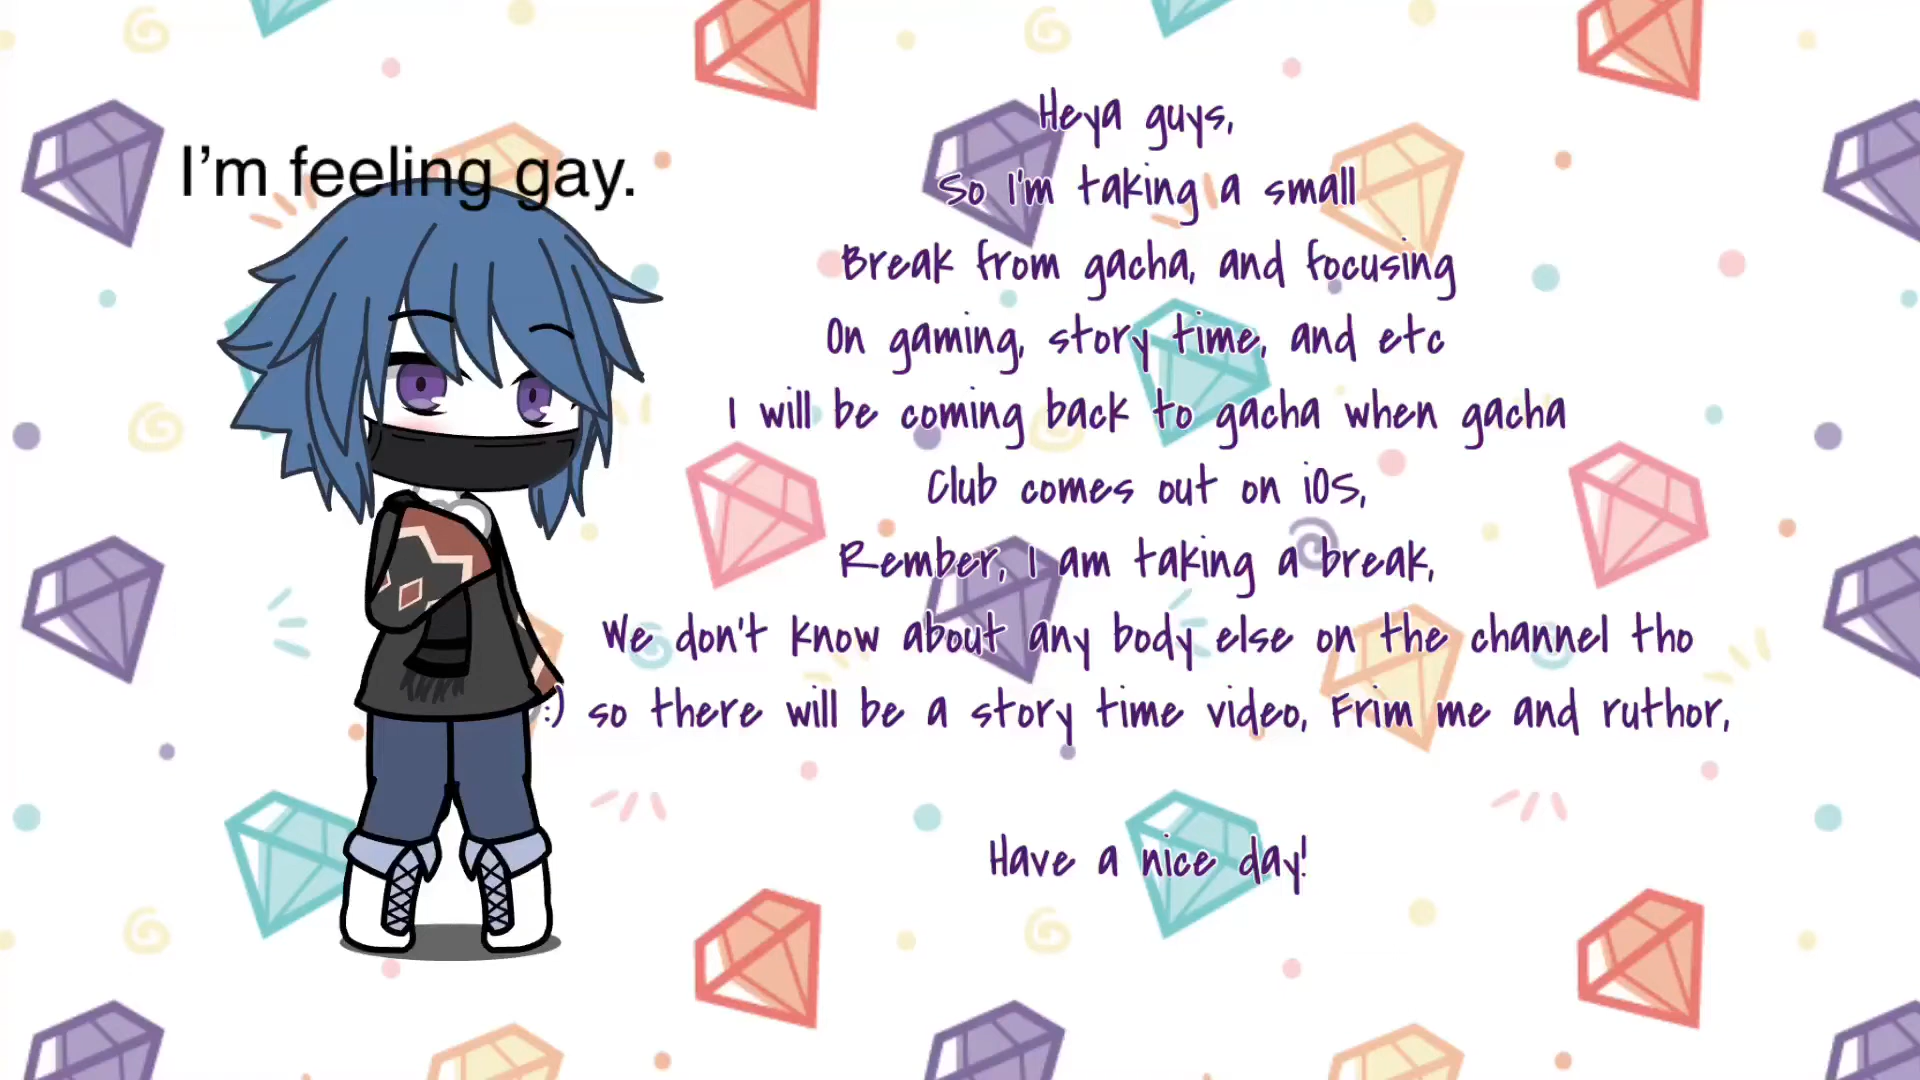 I'm feeling gay.
Heya guys,
So I'm taking a small
Break from gacha, and focusing
On gaming, story time, and etc
I will be coming back to gacha when gacha
Club comes out on iOS,
Rember, I am taking a break,
We don't know about any body else on the channel tho
:) so there will be a story time video, Frim me and ruthor,
Have a nice day!